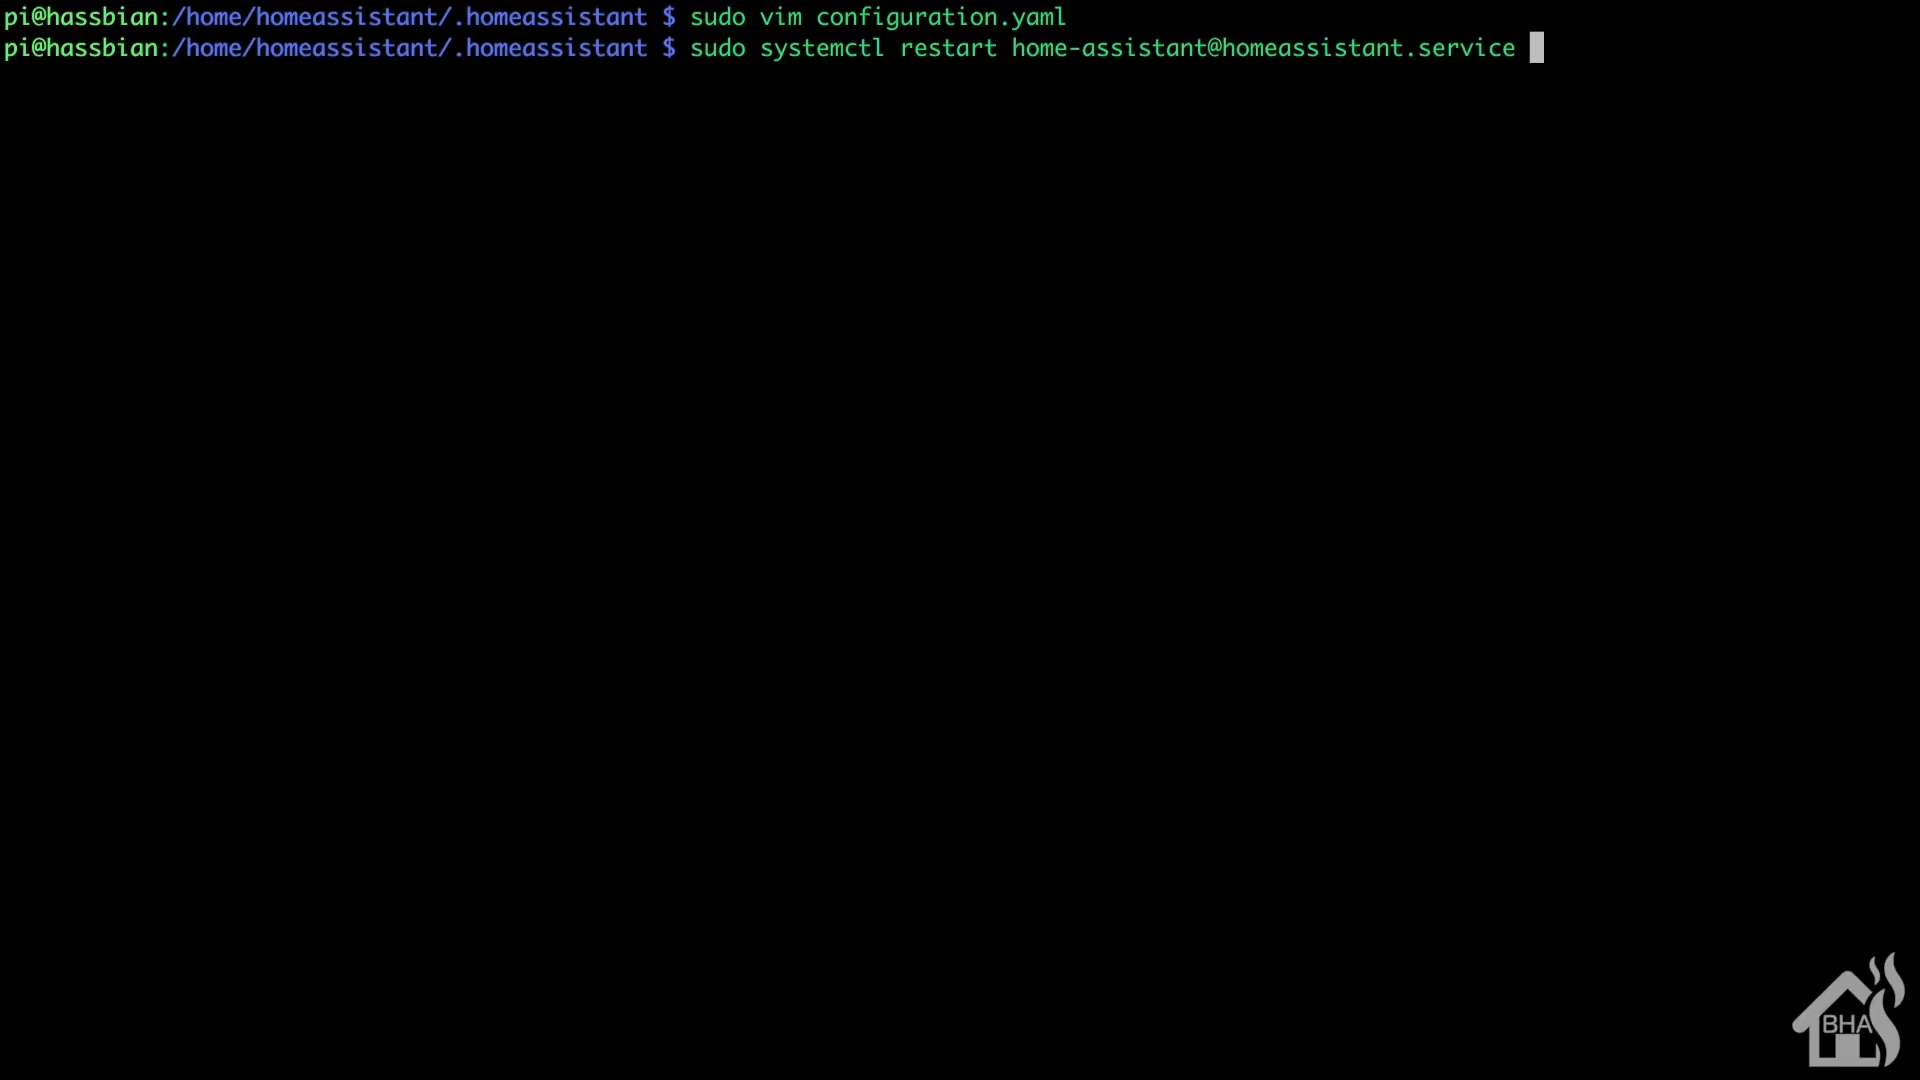 pi@hassbian:/home/homeassistant/.homeassistant $ sudo vim configuration.yaml
pi@hassbian:/home/homeassistant/.homeassistant $ sudo systemctl restart home-assistant@homeassistant.service
BHA